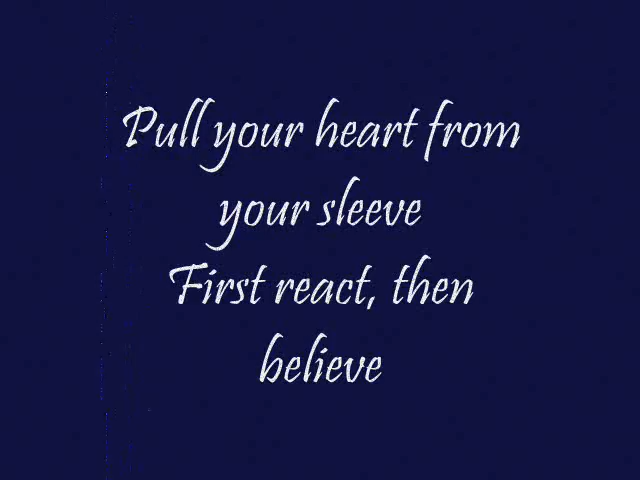 Pull your heart from
your sleeve
First react, then
believe